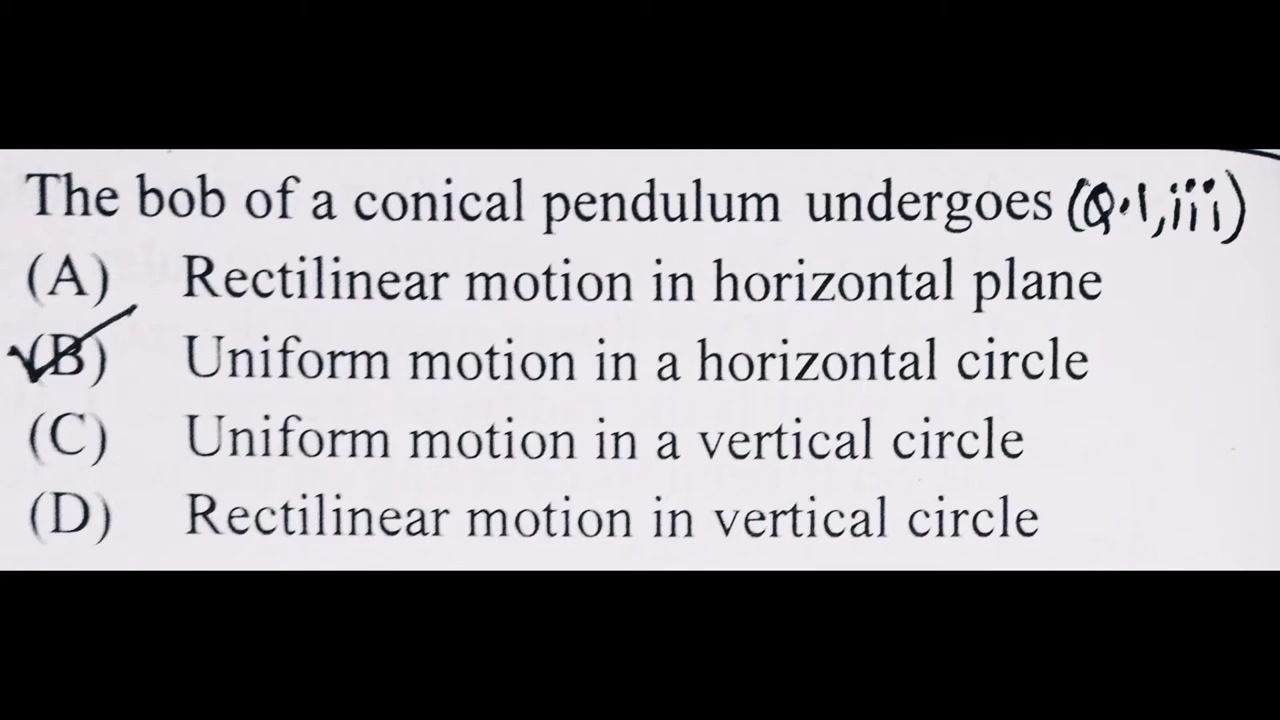 The bob of a conical pendulum undergoes (Q.1,iii)
(A) Rectilinear motion in horizontal plane
✓(B) Uniform motion in a horizontal circle
(C) Uniform motion in a vertical circle
(D) Rectilinear motion in vertical circle